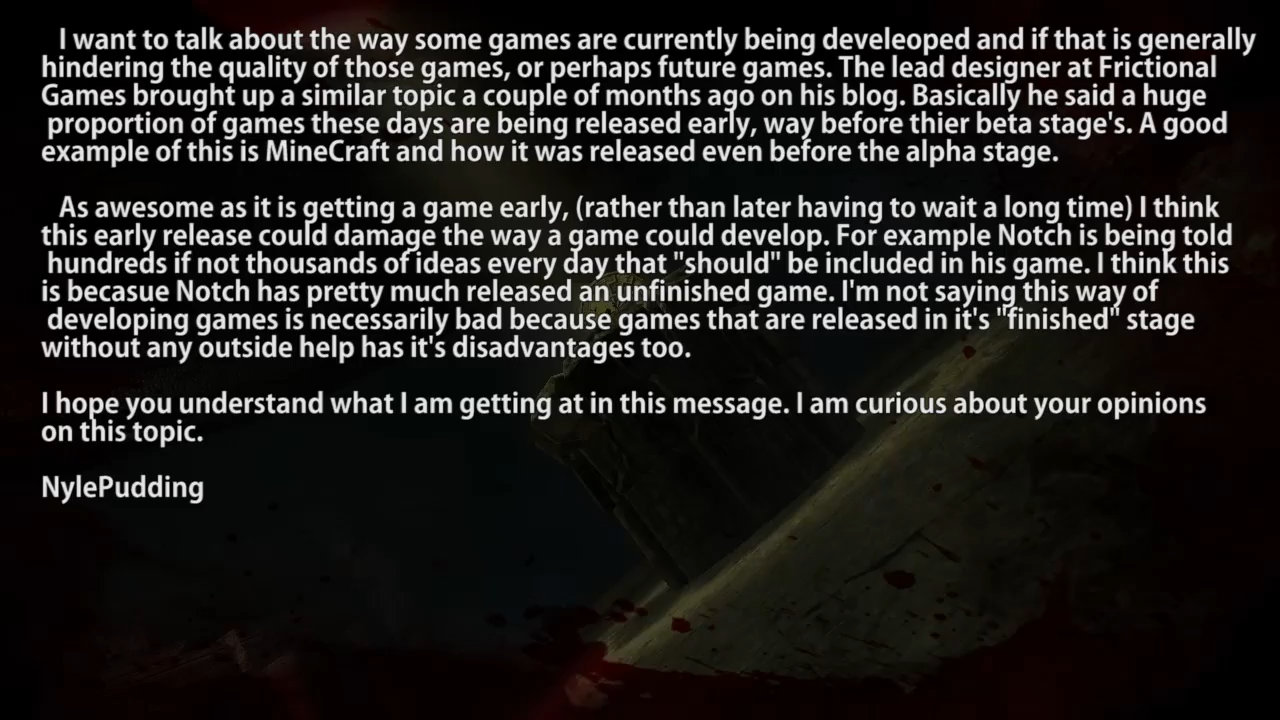 I want to talk about the way some games are currently being develeoped and if that is generally
hindering the quality of those games, or perhaps future games. The lead designer at Frictional
Games brought up a similar topic a couple of months ago on his blog. Basically he said a huge
proportion of games these days are being released early, way before thier beta stage's. A good
example of this is MineCraft and how it was released even before the alpha stage.
As awesome as it is getting a game early, (rather than later having to wait a long time) I think
this early release could damage the way a game could develop. For example Notch is being told
hundreds if not thousands of ideas every day that "should" be included in his game. I think this
is becasue Notch has pretty much released an unfinished game. I'm not saying this way of
developing games is necessarily bad because games that are released in it's "finished" stage
without any outside help has it's disadvantages too.
I hope you understand what I am getting at in this message. I am curious about your opinions
on this topic.
NylePudding